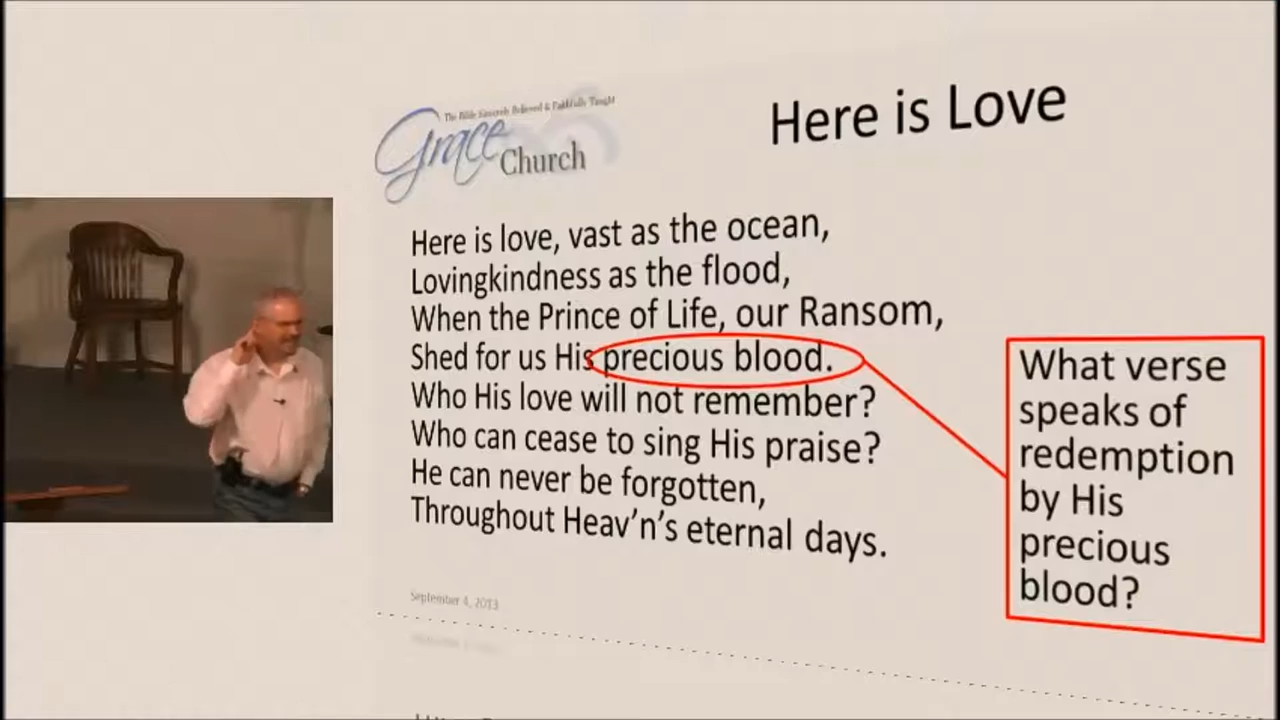 The Bible Sincerely Believed & Faithfully Taught
Grace
Church
Here is Love
Here is love, vast as the ocean,
Lovingkindness as the flood,
When the Prince of Life, our Ransom,
Shed for us His precious blood.
Who His love will not remember?
Who can cease to sing His praise?
He can never be forgotten,
Throughout Heav’n’s eternal days.
What verse
speaks of
redemption
by His
precious
blood?
September 4, 2013